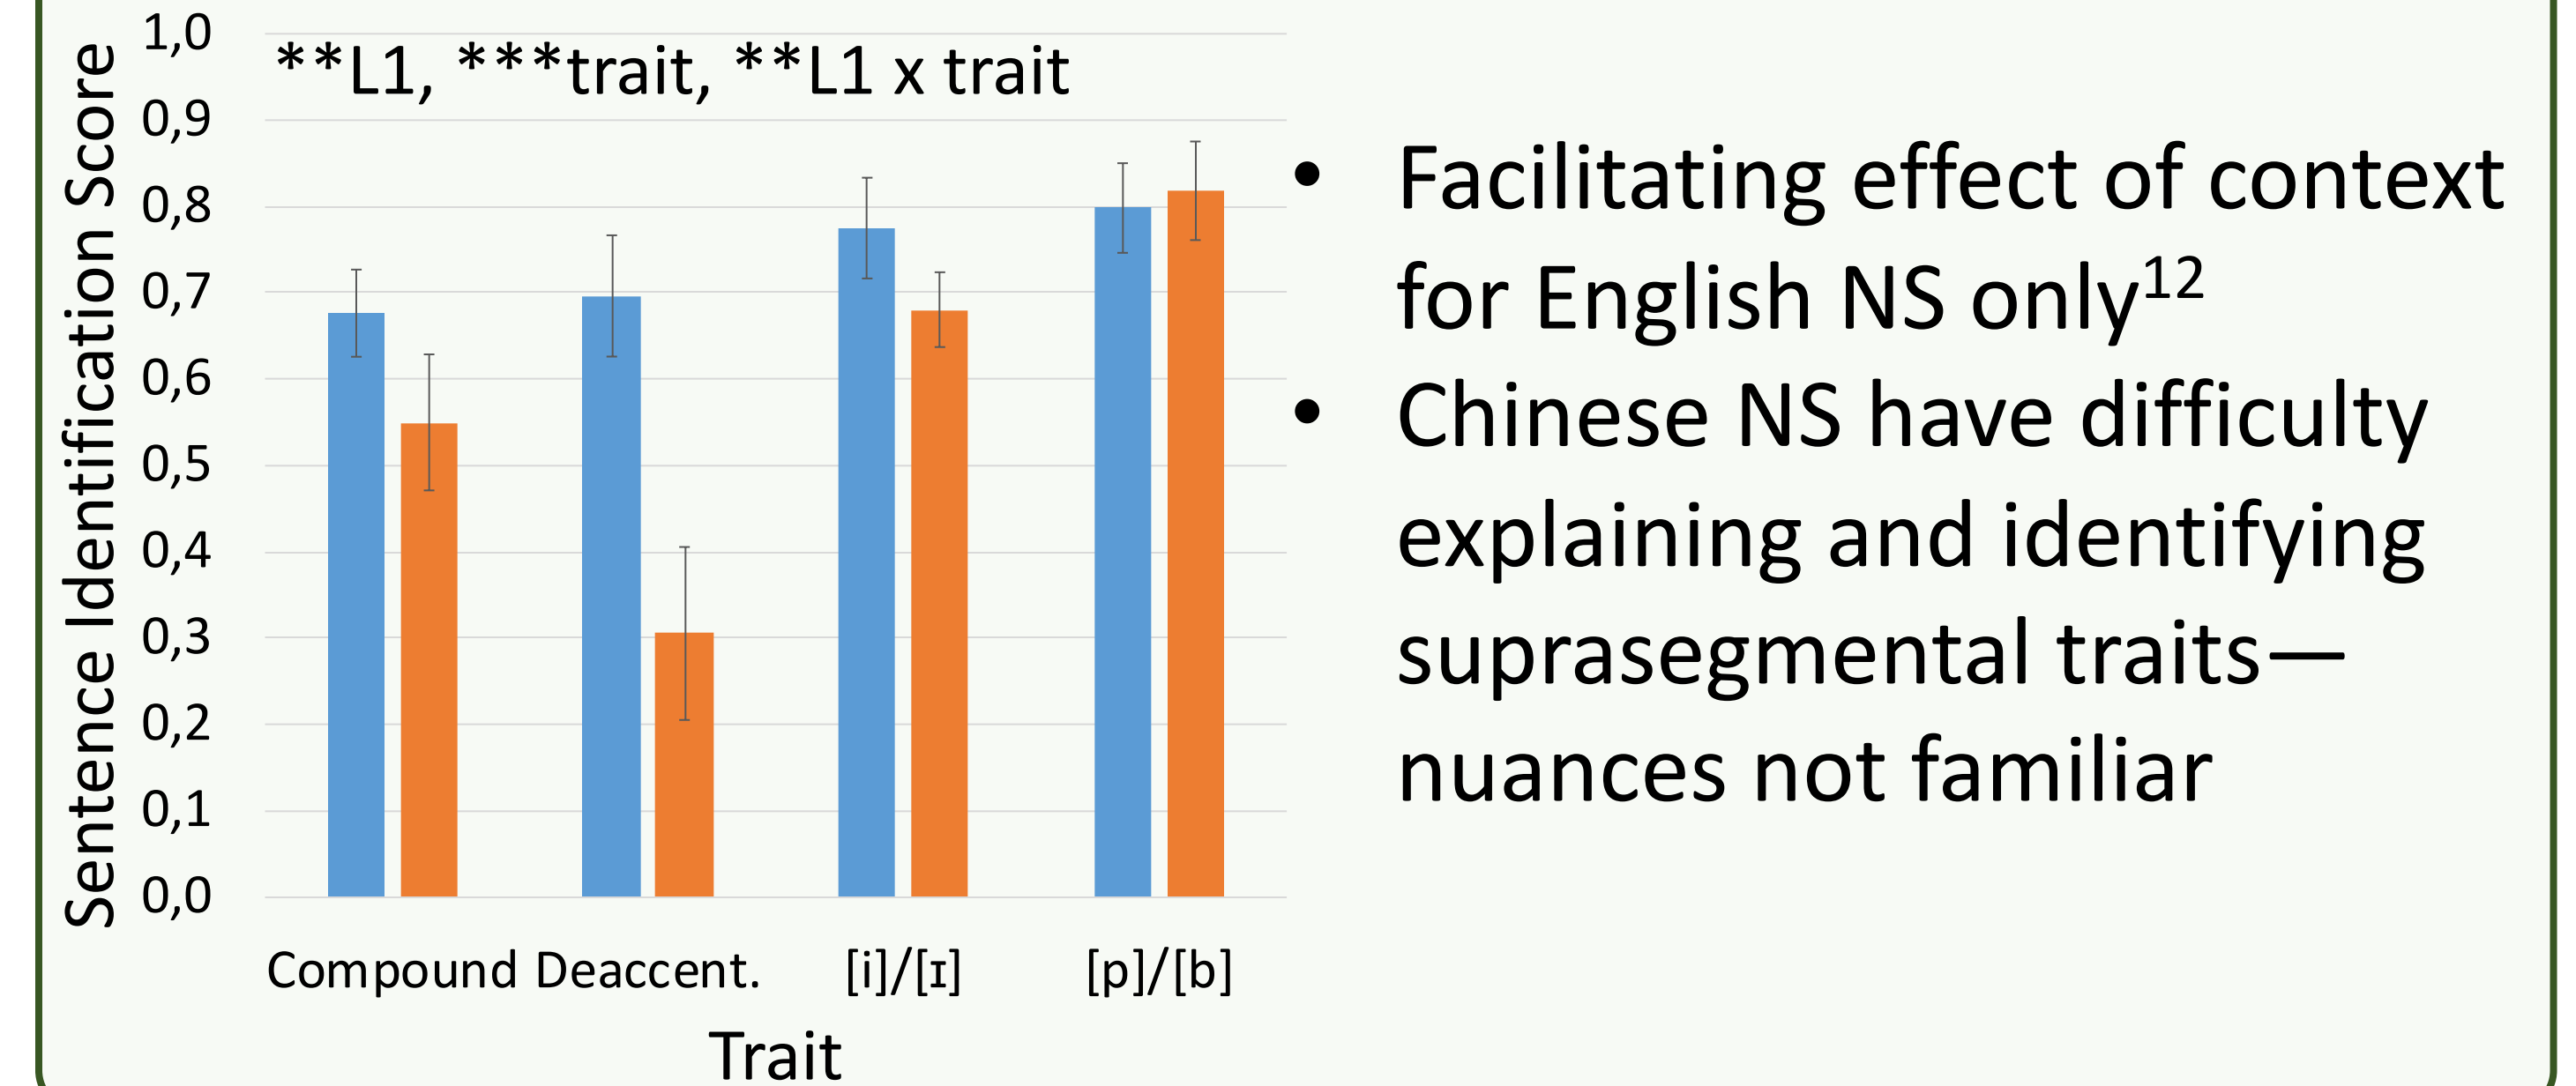 Sentence Identification Score
1,0
0,9
0,8
0,7
0,6
0,5
0,4
0,3
0,2
0,1
0,0
**L1, ***trait, **L1 x trait
Compound Deaccent. [i]/[ɪ] [p]/[b]
Trait
• Facilitating effect of context
for English NS only¹²
• Chinese NS have difficulty
explaining and identifying
suprasegmental traits—
nuances not familiar